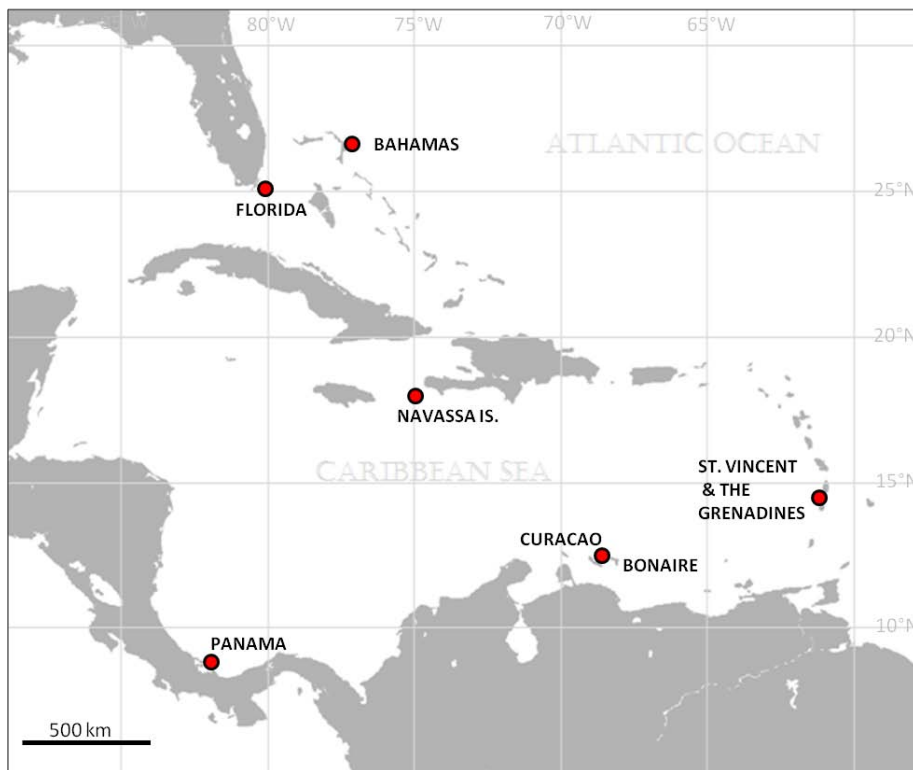 80°W
75°W
70°W
65°W
ATLANTIC OCEAN
BAHAMAS
25°N
FLORIDA
20°N
NAVASSA IS.
CARIBBEAN SEA
ST. VINCENT
& THE
GRENADINES
15°N
CURACAO
BONAIRE
10°N
PANAMA
500 km